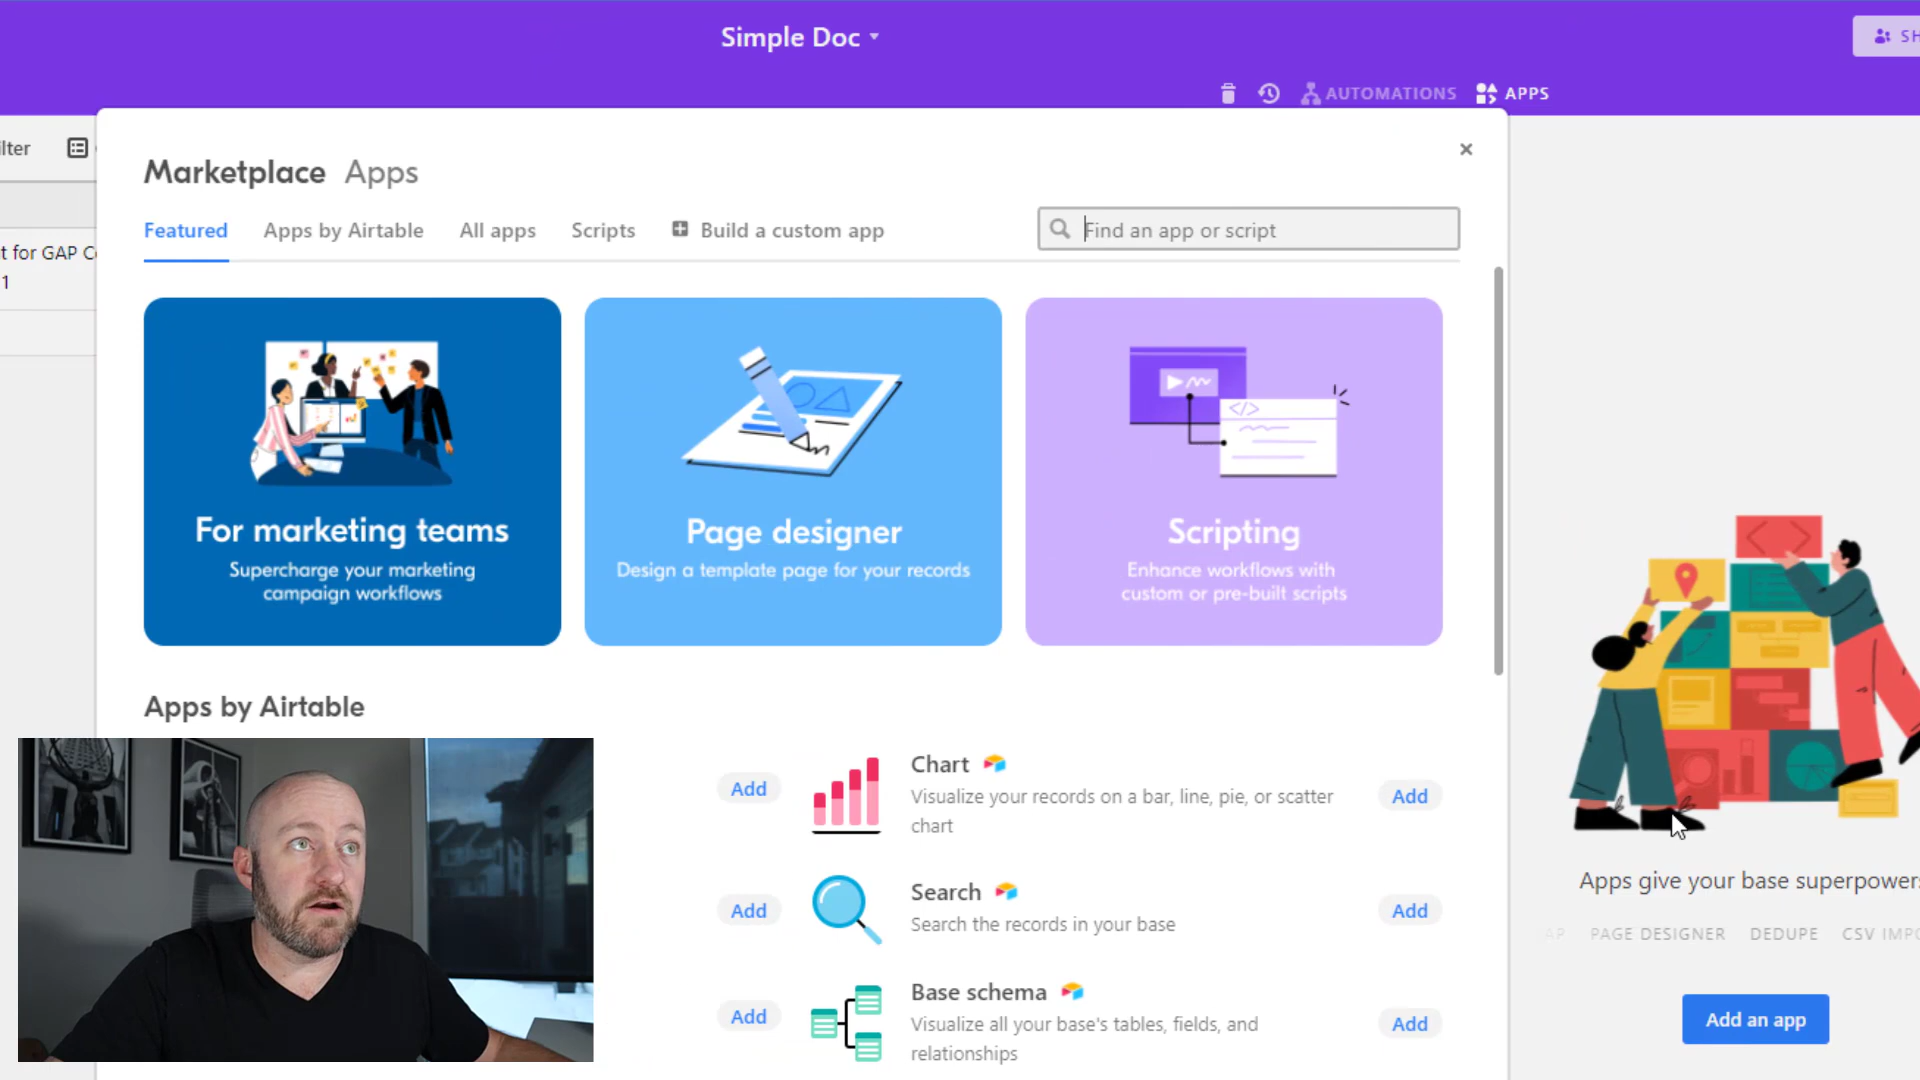 Simple Doc
AUTOMATIONS
APPS
Marketplace Apps
Featured
Apps by Airtable
All apps
Scripts
Build a custom app
Find an app or script
t for GAP
1
For marketing teams
Supercharge your marketing
campaign workflows
Page designer
Design a template page for your records
Scripting
Enhance workflows with
custom or pre-built scripts
Apps by Airtable
Add
Chart
Visualize your records on a bar, line, pie, or scatter
chart
Add
Add
Search
Search the records in your base
Add
Add
Base schema
Visualize all your base's tables, fields, and
relationships
Add
Apps give your base superpowers
PAGE DESIGNER
DEDUPE
CSV IMPO
Add an app